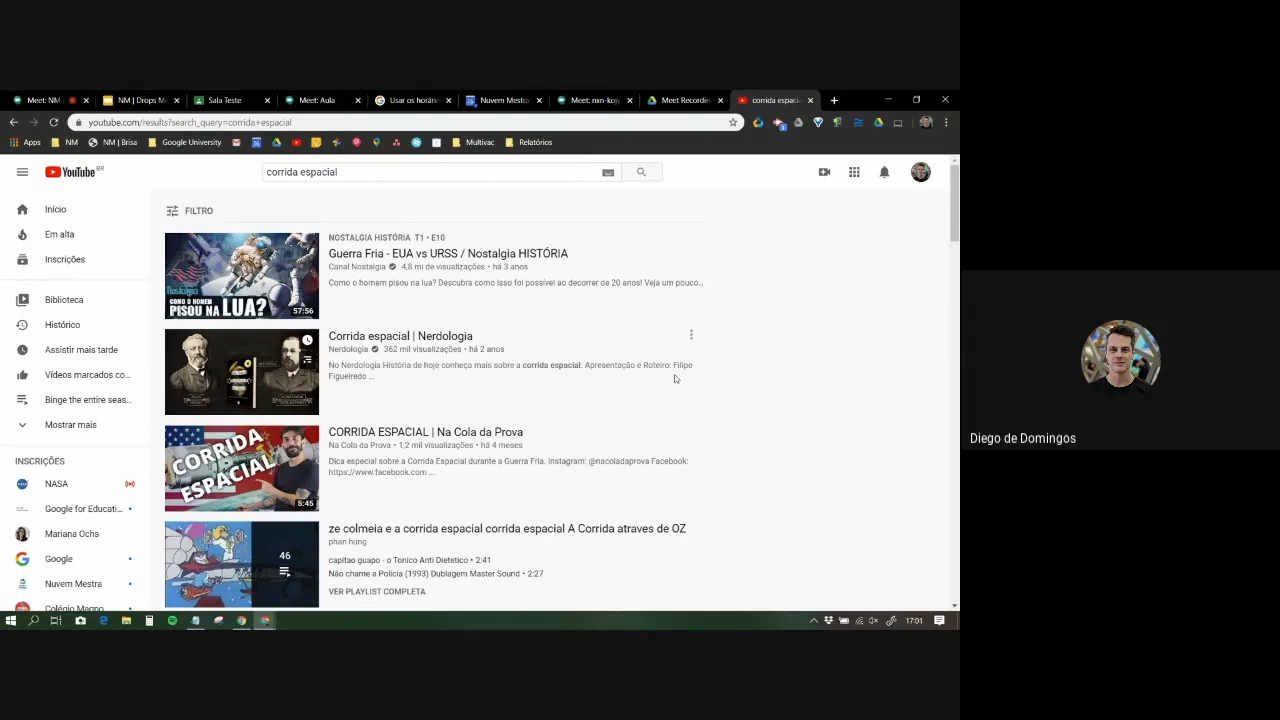 Meet: NM
NM | Drops M
Sala Teste
Meet: Aula
Usar os horário
Nuvem Mestra
Meet: nxn-koj
Meet Recordin
corrida espaci
youtube.com/results?search_query=corrida+espacial
Apps
NM
NM | Brisa
Google University
Multivac
Relatórios
YouTube BR
corrida espacial
Início
Em alta
Inscrições
Biblioteca
Histórico
Assistir mais tarde
Vídeos marcados co...
Binge the entire seas...
Mostrar mais
INSCRIÇÕES
NASA
Google for Educati...
Mariana Ochs
Google
Nuvem Mestra
Colégio Magno
FILTRO
Nostalgia
COMO O HOMEM
PISOU NA LUA?
57:56
NOSTALGIA HISTÓRIA T1 • E10
Guerra Fria - EUA vs URSS / Nostalgia HISTÓRIA
Canal Nostalgia 4,8 mi de visualizações • há 3 anos
Como o homem pisou na lua? Descubra como isso foi possível ao decorrer de 20 anos! Veja um pouco...
Corrida espacial | Nerdologia
Nerdologia 362 mil visualizações • há 2 anos
No Nerdologia História de hoje conheça mais sobre a corrida espacial. Apresentação e Roteiro: Filipe
Figueiredo ...
CORRIDA
ESPACIAL
5:45
CORRIDA ESPACIAL | Na Cola da Prova
Na Cola da Prova • 1,2 mil visualizações • há 4 meses
Dica especial sobre a Corrida Espacial durante a Guerra Fria. Instagram: @nacoladaprova Facebook:
https://www.facebook.com ...
46
ze colmeia e a corrida espacial corrida espacial A Corrida atraves de OZ
phan hung
capitao guapo - o Tonico Anti Dietetico • 2:41
Não chame a Polícia (1993) Dublagem Master Sound • 2:27
VER PLAYLIST COMPLETA
17:01
Diego de Domingos